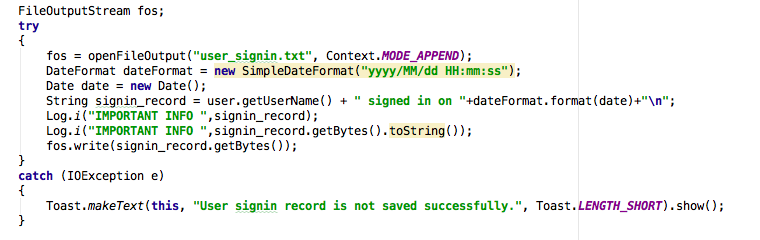 FileOutputStream fos;
try
{
fos = openFileOutput("user_signin.txt", Context.MODE_APPEND);
DateFormat dateFormat = new SimpleDateFormat("yyyy/MM/dd HH:mm:ss");
Date date = new Date();
String signin_record = user.getUserName() + " signed in on "+dateFormat.format(date)+"\n";
Log.i("IMPORTANT INFO ",signin_record);
Log.i("IMPORTANT INFO ",signin_record.getBytes().toString());
fos.write(signin_record.getBytes());
}
catch (IOException e)
{
Toast.makeText(this, "User signin record is not saved successfully.", Toast.LENGTH_SHORT).show();
}